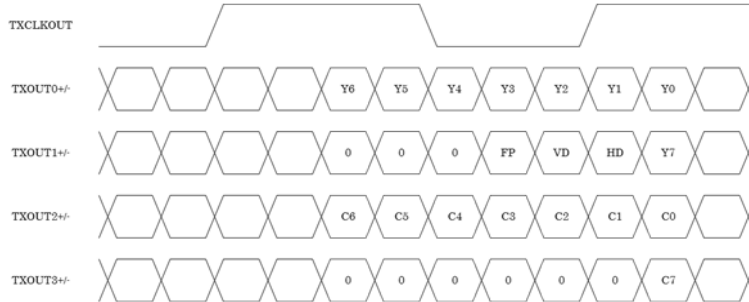 TXCLKOUT
TXOUT0+/- Y6 Y5 Y4 Y3 Y2 Y1 Y0
TXOUT1+/- 0 0 0 FP VD HD Y7
TXOUT2+/- C6 C5 C4 C3 C2 C1 C0
TXOUT3+/- 0 0 0 0 0 0 C7